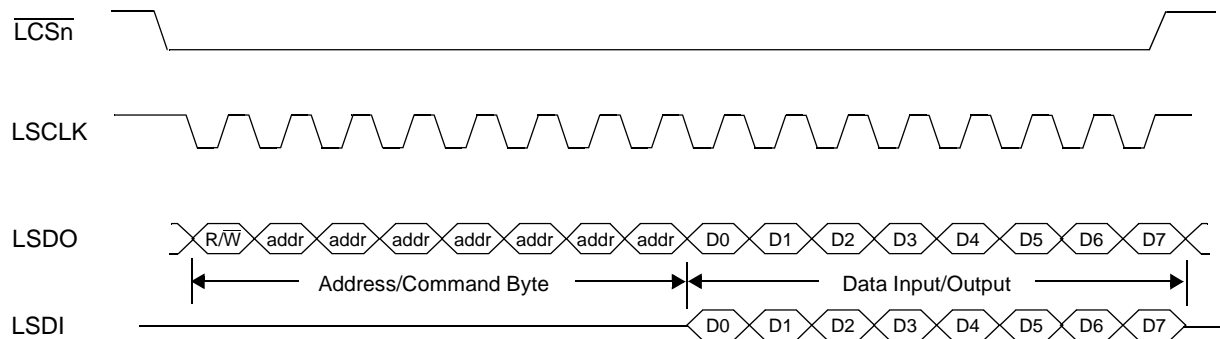 L̅C̅S̅n̅
LSCLK
LSDO R/W̅ addr addr addr addr addr addr addr D0 D1 D2 D3 D4 D5 D6 D7
Address/Command Byte Data Input/Output
LSDI D0 D1 D2 D3 D4 D5 D6 D7